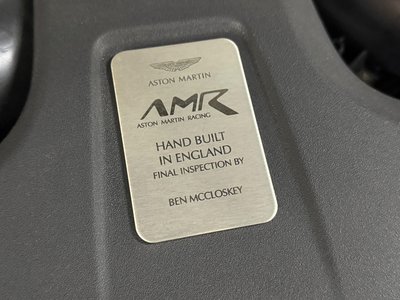 ASTON MARTIN
AMR
ASTON MARTIN RACING
HAND BUILT
IN ENGLAND
FINAL INSPECTION BY
BEN MCCLOSKEY